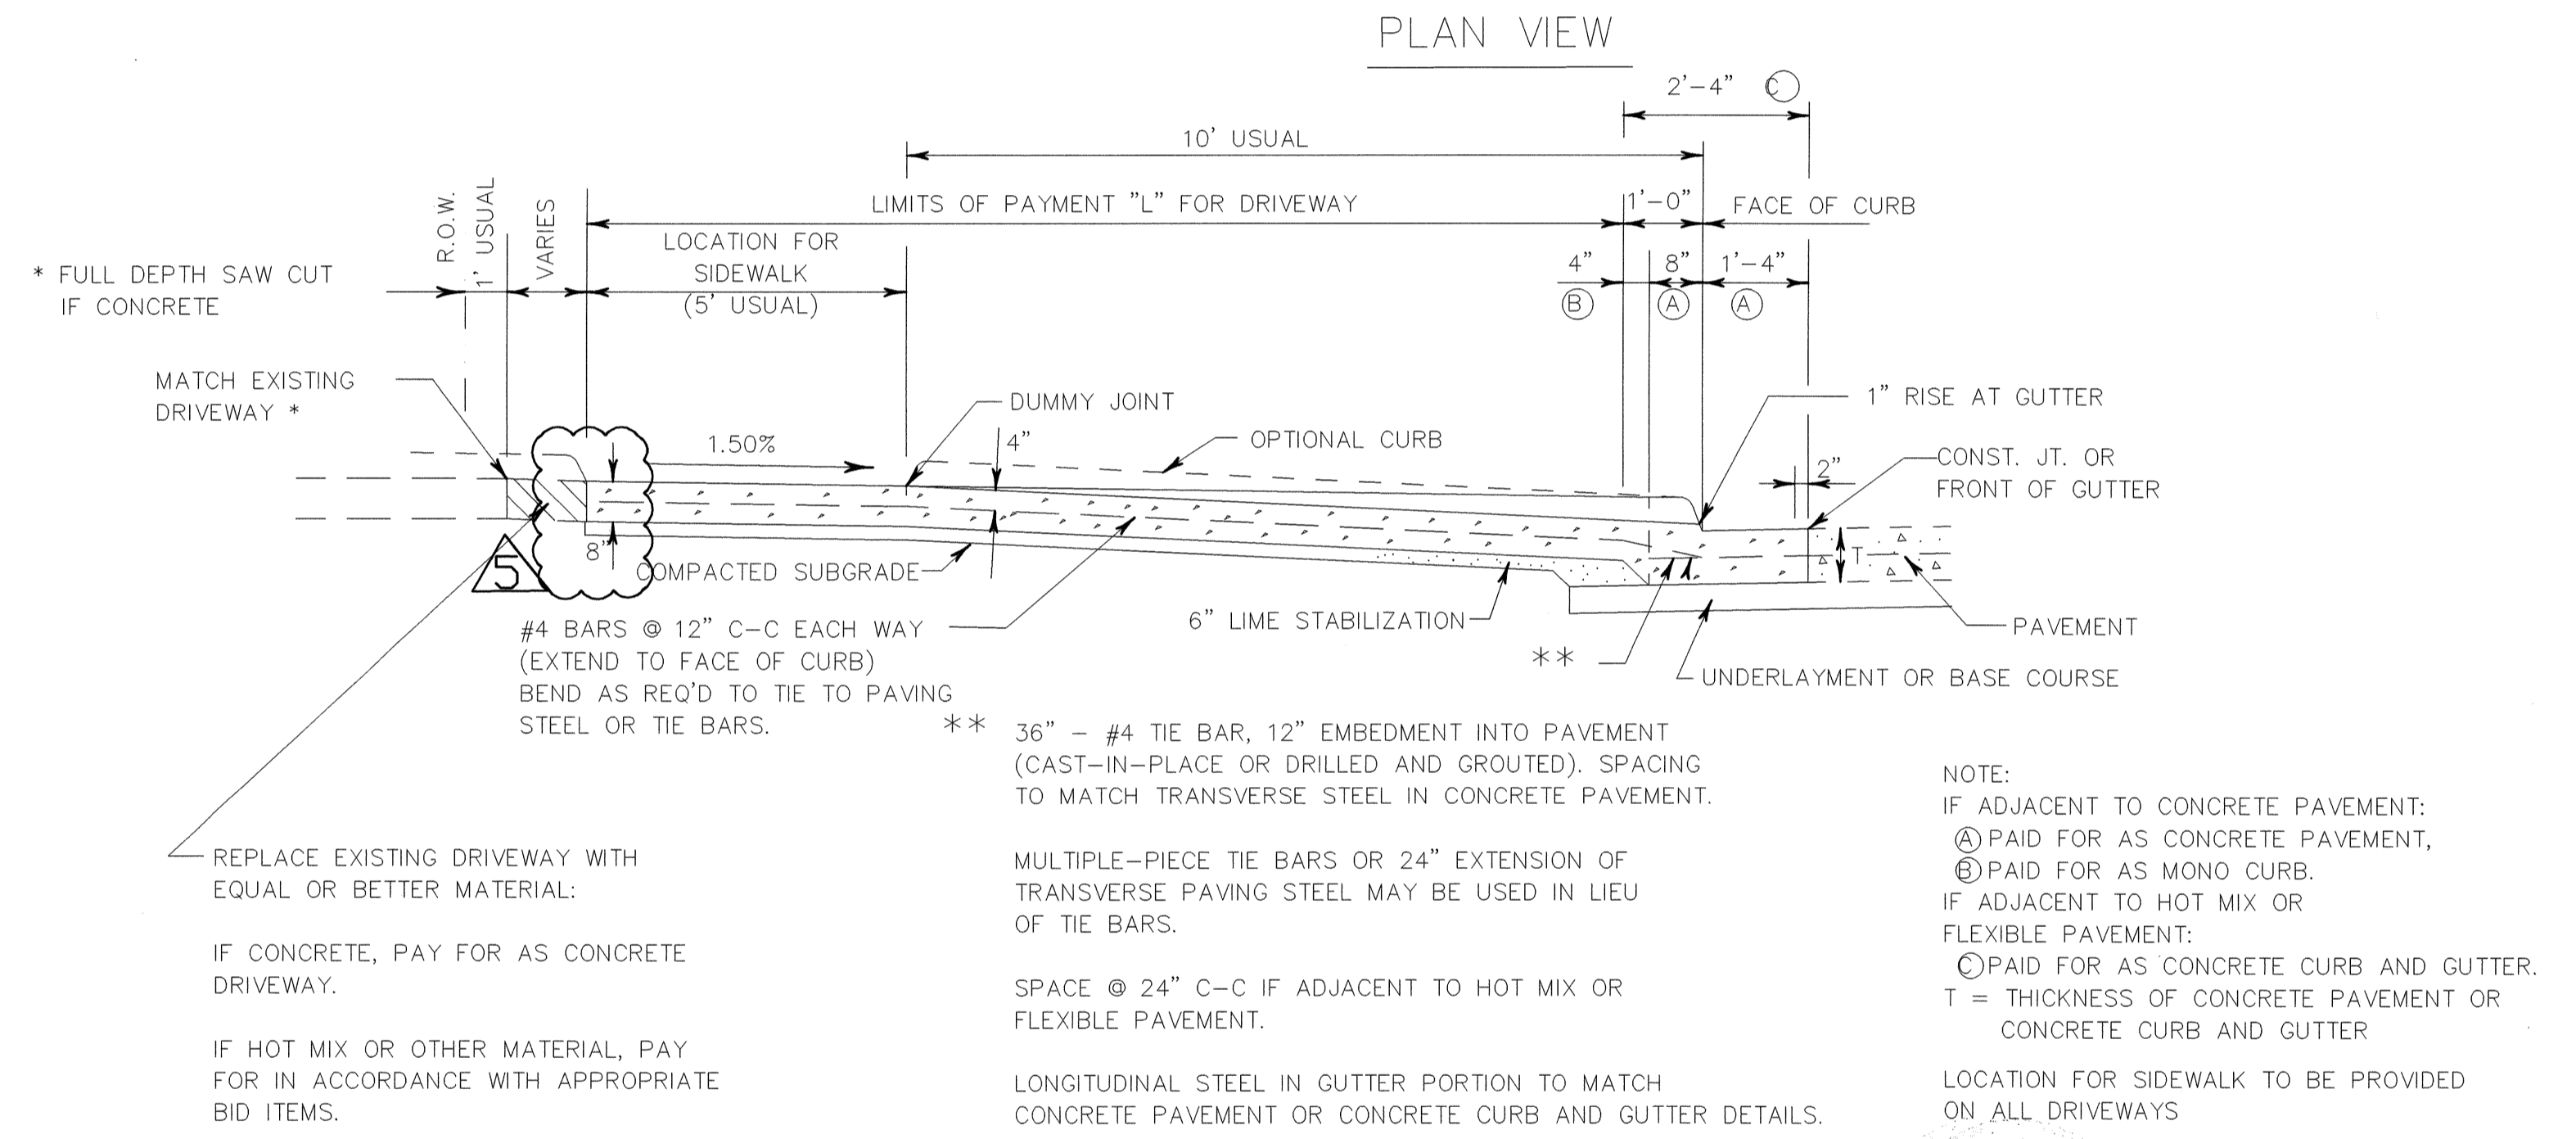 PLAN VIEW
2'-4" Ⓒ
10' USUAL
R.O.W.
1' USUAL
VARIES
LIMITS OF PAYMENT "L" FOR DRIVEWAY
1'-0"
FACE OF CURB
LOCATION FOR
SIDEWALK
(5' USUAL)
4"
Ⓑ
8"
Ⓐ
1'-4"
Ⓐ
* FULL DEPTH SAW CUT
IF CONCRETE
MATCH EXISTING
DRIVEWAY *
1.50%
DUMMY JOINT
4"
OPTIONAL CURB
1" RISE AT GUTTER
2"
CONST. JT. OR
FRONT OF GUTTER
5
8"
COMPACTED SUBGRADE
T
6" LIME STABILIZATION
PAVEMENT
**
UNDERLAYMENT OR BASE COURSE
#4 BARS @ 12" C-C EACH WAY
(EXTEND TO FACE OF CURB)
BEND AS REQ'D TO TIE TO PAVING
STEEL OR TIE BARS.
** 36" - #4 TIE BAR, 12" EMBEDMENT INTO PAVEMENT
(CAST-IN-PLACE OR DRILLED AND GROUTED). SPACING
TO MATCH TRANSVERSE STEEL IN CONCRETE PAVEMENT.
MULTIPLE-PIECE TIE BARS OR 24" EXTENSION OF
TRANSVERSE PAVING STEEL MAY BE USED IN LIEU
OF TIE BARS.
SPACE @ 24" C-C IF ADJACENT TO HOT MIX OR
FLEXIBLE PAVEMENT.
LONGITUDINAL STEEL IN GUTTER PORTION TO MATCH
CONCRETE PAVEMENT OR CONCRETE CURB AND GUTTER DETAILS.
REPLACE EXISTING DRIVEWAY WITH
EQUAL OR BETTER MATERIAL:
IF CONCRETE, PAY FOR AS CONCRETE
DRIVEWAY.
IF HOT MIX OR OTHER MATERIAL, PAY
FOR IN ACCORDANCE WITH APPROPRIATE
BID ITEMS.
NOTE:
IF ADJACENT TO CONCRETE PAVEMENT:
Ⓐ PAID FOR AS CONCRETE PAVEMENT,
Ⓑ PAID FOR AS MONO CURB.
IF ADJACENT TO HOT MIX OR
FLEXIBLE PAVEMENT:
Ⓒ PAID FOR AS CONCRETE CURB AND GUTTER.
T = THICKNESS OF CONCRETE PAVEMENT OR
CONCRETE CURB AND GUTTER
LOCATION FOR SIDEWALK TO BE PROVIDED
ON ALL DRIVEWAYS